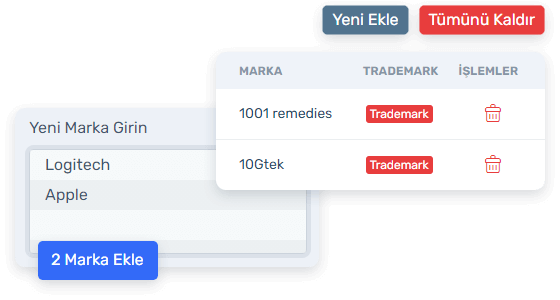 Yeni Ekle Tümünü Kaldır
MARKA TRADEMARK İŞLEMLER
1001 remedies Trademark
10Gtek Trademark
Yeni Marka Girin
Logitech
Apple
2 Marka Ekle